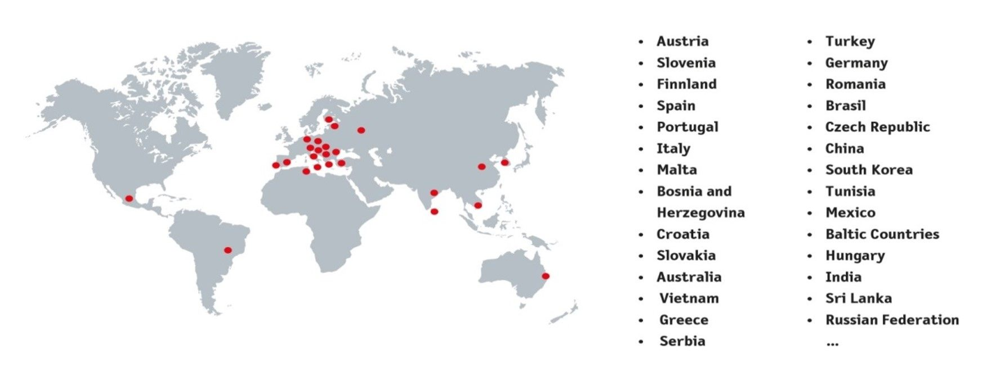 • Austria
• Slovenia
• Finnland
• Spain
• Portugal
• Italy
• Malta
• Bosnia and
Herzegovina
• Croatia
• Slovakia
• Australia
• Vietnam
• Greece
• Serbia
• Turkey
• Germany
• Romania
• Brasil
• Czech Republic
• China
• South Korea
• Tunisia
• Mexico
• Baltic Countries
• Hungary
• India
• Sri Lanka
• Russian Federation
...